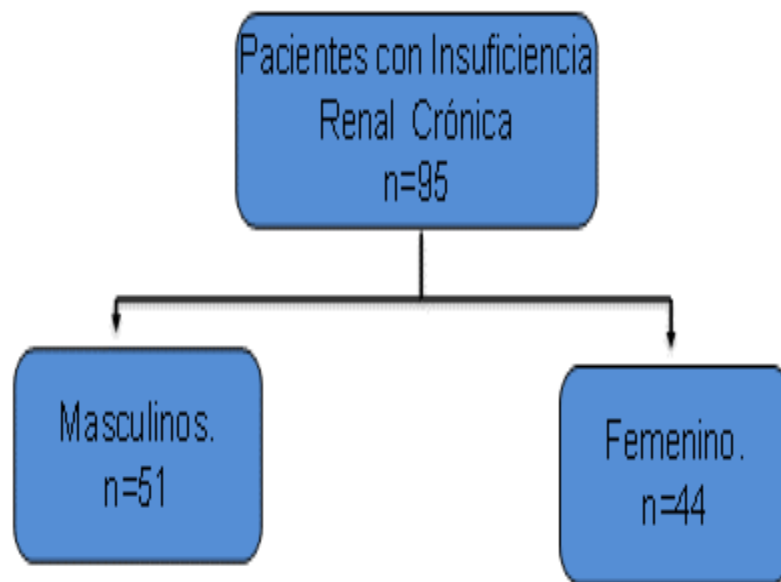 Pacientes con Insuficiencia
Renal Crónica
n=95
Masculinos.
n=51
Femenino.
n=44